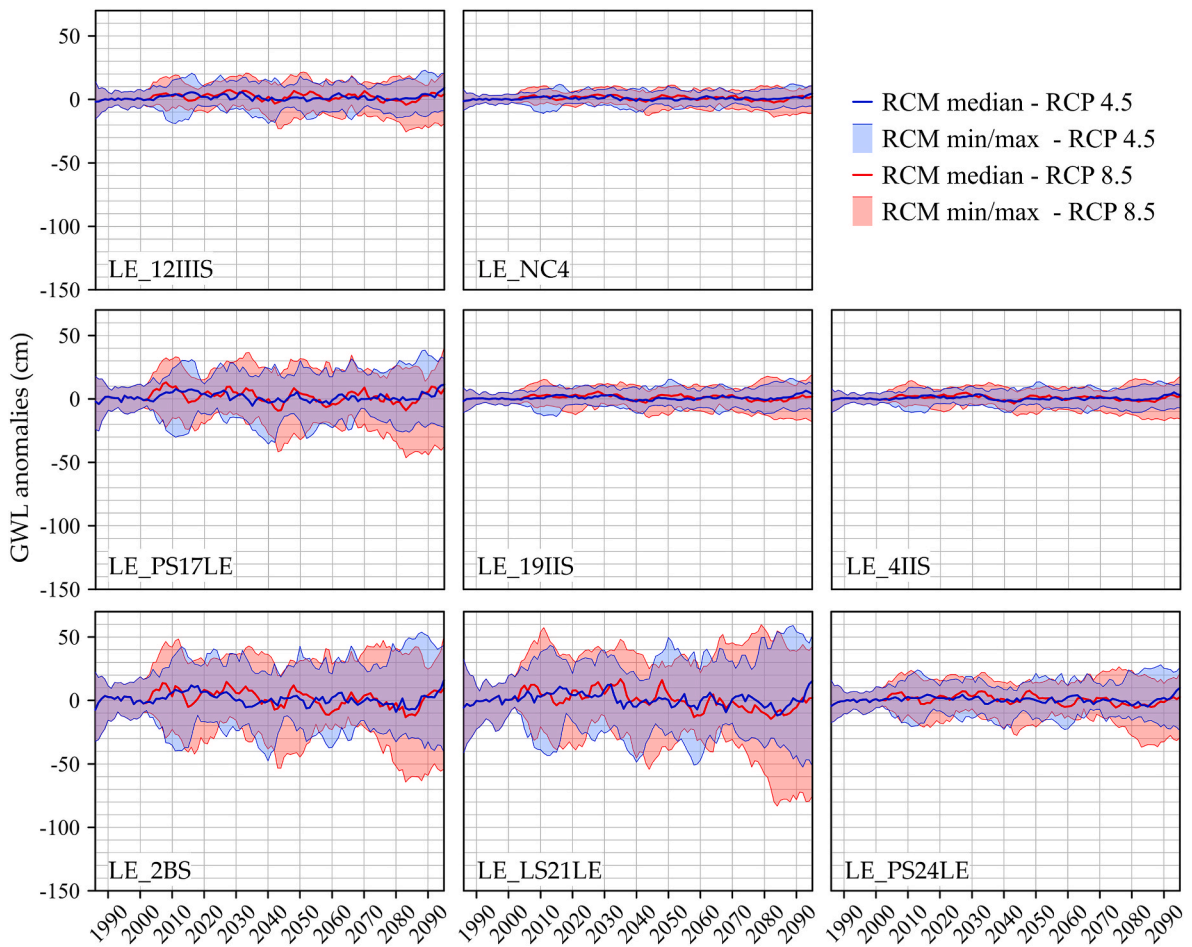 50
0
-50
-100
-150
LE_12IIIS
LE_NC4
RCM median - RCP 4.5
RCM min/max - RCP 4.5
RCM median - RCP 8.5
RCM min/max - RCP 8.5
GWL anomalies (cm)
50
0
-50
-100
-150
LE_PS17LE
LE_19IIS
LE_4IIS
50
0
-50
-100
-150
LE_2BS
LE_LS21LE
LE_PS24LE
1990 2000 2010 2020 2030 2040 2050 2060 2070 2080 2090
1990 2000 2010 2020 2030 2040 2050 2060 2070 2080 2090
1990 2000 2010 2020 2030 2040 2050 2060 2070 2080 2090